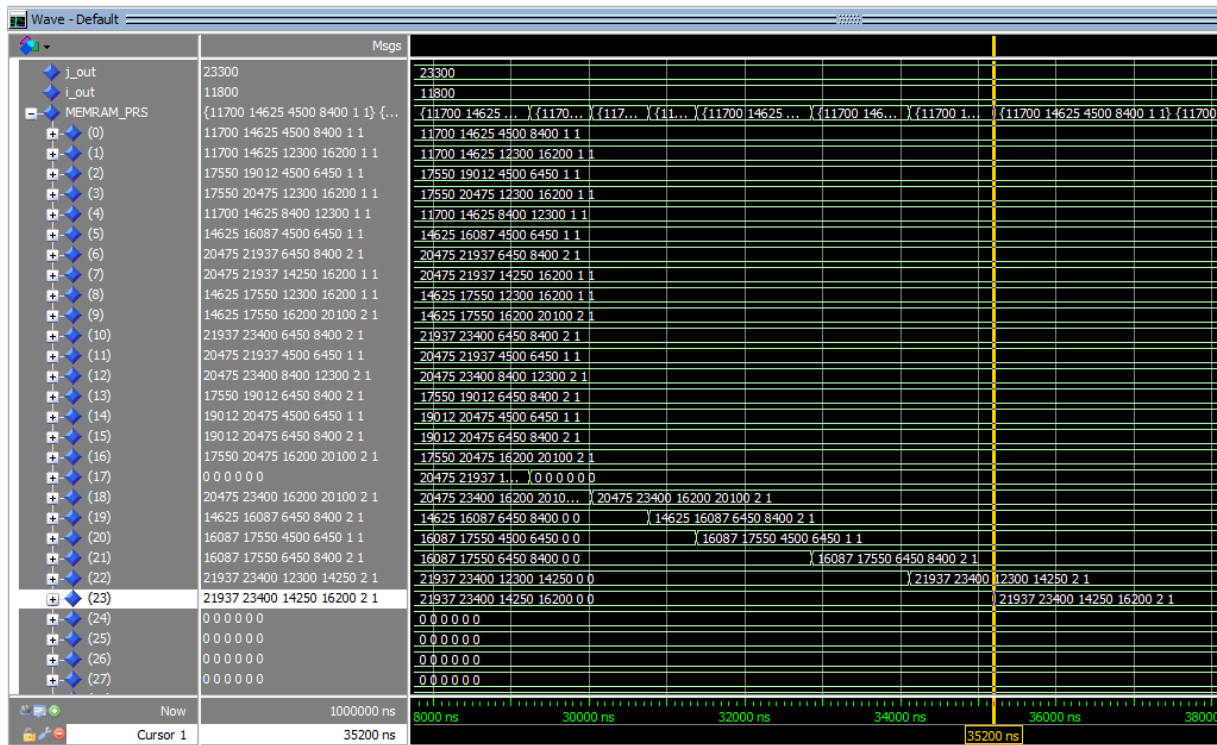 Wave - Default
Msgs
j_out 23300 23300
i_out 11800 11800
MEMRAM_PRS {11700 14625 4500 8400 1 1} {... {11700 14625 ... {1170... {117... {11... {11700 14625 ... {11700 146... {11700 1... {11700 14625 4500 8400 1 1} {11700
(0) 11700 14625 4500 8400 1 1 11700 14625 4500 8400 1 1
(1) 11700 14625 12300 16200 1 1 11700 14625 12300 16200 1 1
(2) 17550 19012 4500 6450 1 1 17550 19012 4500 6450 1 1
(3) 17550 20475 12300 16200 1 1 17550 20475 12300 16200 1 1
(4) 11700 14625 8400 12300 1 1 11700 14625 8400 12300 1 1
(5) 14625 16087 4500 6450 1 1 14625 16087 4500 6450 1 1
(6) 20475 21937 6450 8400 2 1 20475 21937 6450 8400 2 1
(7) 20475 21937 14250 16200 1 1 20475 21937 14250 16200 1 1
(8) 14625 17550 12300 16200 1 1 14625 17550 12300 16200 1 1
(9) 14625 17550 16200 20100 2 1 14625 17550 16200 20100 2 1
(10) 21937 23400 6450 8400 2 1 21937 23400 6450 8400 2 1
(11) 20475 21937 4500 6450 1 1 20475 21937 4500 6450 1 1
(12) 20475 23400 8400 12300 2 1 20475 23400 8400 12300 2 1
(13) 17550 19012 6450 8400 2 1 17550 19012 6450 8400 2 1
(14) 19012 20475 4500 6450 1 1 19012 20475 4500 6450 1 1
(15) 19012 20475 6450 8400 2 1 19012 20475 6450 8400 2 1
(16) 17550 20475 16200 20100 2 1 17550 20475 16200 20100 2 1
(17) 0 0 0 0 0 0 20475 21937 1... 0 0 0 0 0 0
(18) 20475 23400 16200 20100 2 1 20475 23400 16200 2010... 20475 23400 16200 20100 2 1
(19) 14625 16087 6450 8400 2 1 14625 16087 6450 8400 0 0 14625 16087 6450 8400 2 1
(20) 16087 17550 4500 6450 1 1 16087 17550 4500 6450 0 0 16087 17550 4500 6450 1 1
(21) 16087 17550 6450 8400 2 1 16087 17550 6450 8400 0 0 16087 17550 6450 8400 2 1
(22) 21937 23400 12300 14250 2 1 21937 23400 12300 14250 0 0 21937 23400 12300 14250 2 1
(23) 21937 23400 14250 16200 2 1 21937 23400 14250 16200 0 0 21937 23400 14250 16200 2 1
(24) 0 0 0 0 0 0 0 0 0 0 0 0
(25) 0 0 0 0 0 0 0 0 0 0 0 0
(26) 0 0 0 0 0 0 0 0 0 0 0 0
(27) 0 0 0 0 0 0 0 0 0 0 0 0
Now 1000000 ns 8000 ns 30000 ns 32000 ns 34000 ns 36000 ns 38000
Cursor 1 35200 ns 35200 ns